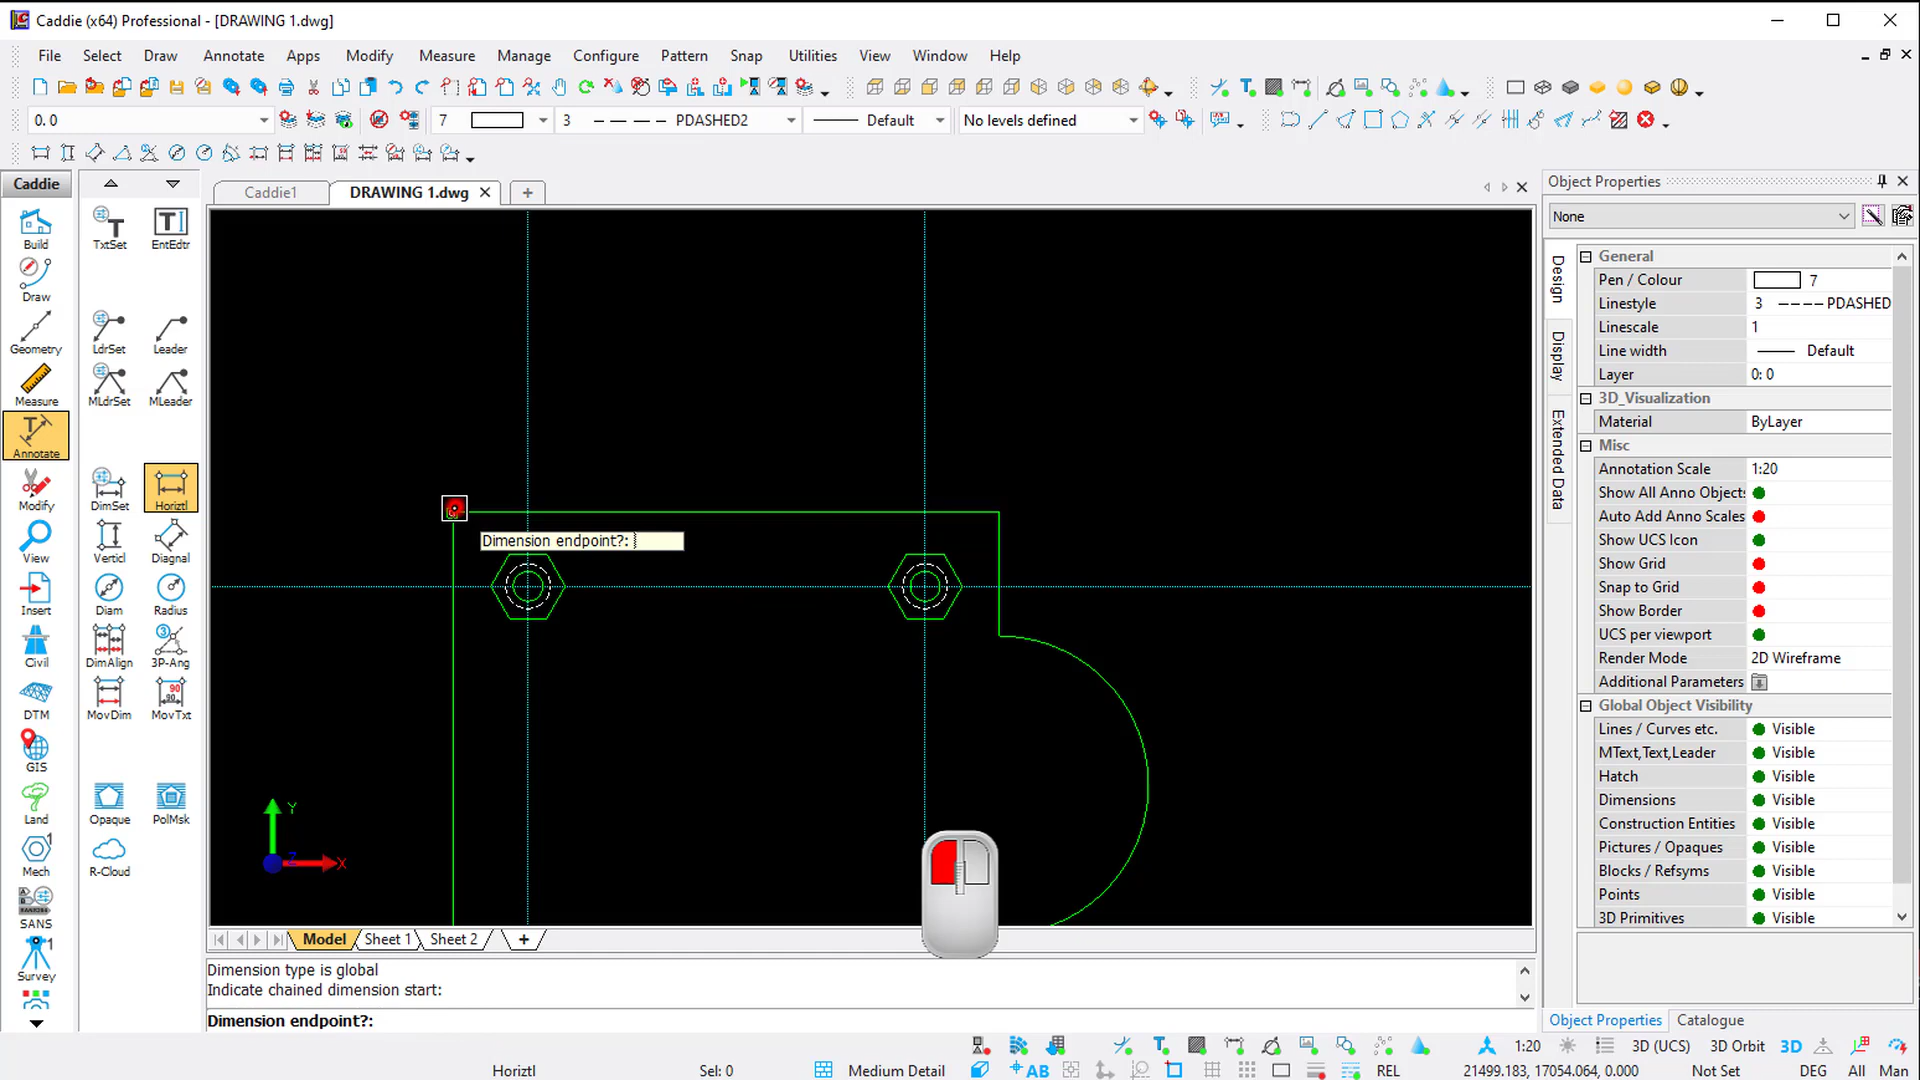 Caddie (x64) Professional - [DRAWING 1.dwg]
File Select Draw Annotate Apps Modify Measure Manage Configure Pattern Snap Utilities View Window Help
0. 0 7 3 PDASHED2 Default No levels defined
Caddie
Caddie1 DRAWING 1.dwg
Build
Draw
Geometry
Measure
Annotate
Modify
View
Insert
Civil
DTM
GIS
Land
Mech
SANS
Survey
TxtSet EntEdtr
LdrSet Leader
MLdrSet MLeader
DimSet Horiztl
Verticl Diagnal
Diam Radius
DimAlign 3P-Ang
MovDim MovTxt
Opaque PolMsk
R-Cloud
Dimension endpoint?:
Y
Z X
Model Sheet 1 Sheet 2
Dimension type is global
Indicate chained dimension start:
Dimension endpoint?:
Object Properties
None
Design
Display
Extended Data
General
Pen / Colour 7
Linestyle 3 PDASHED
Linescale 1
Line width Default
Layer 0: 0
3D_Visualization
Material ByLayer
Misc
Annotation Scale 1:20
Show All Anno Objects
Auto Add Anno Scales
Show UCS Icon
Show Grid
Snap to Grid
Show Border
UCS per viewport
Render Mode 2D Wireframe
Additional Parameters
Global Object Visibility
Lines / Curves etc. Visible
MText,Text,Leader Visible
Hatch Visible
Dimensions Visible
Construction Entities Visible
Pictures / Opaques Visible
Blocks / Refsyms Visible
Points Visible
3D Primitives Visible
Object Properties Catalogue
1:20 3D (UCS) 3D Orbit 3D
Horiztl Sel: 0 Medium Detail AB REL 21499.183, 17054.064, 0.000 Not Set DEG All Man